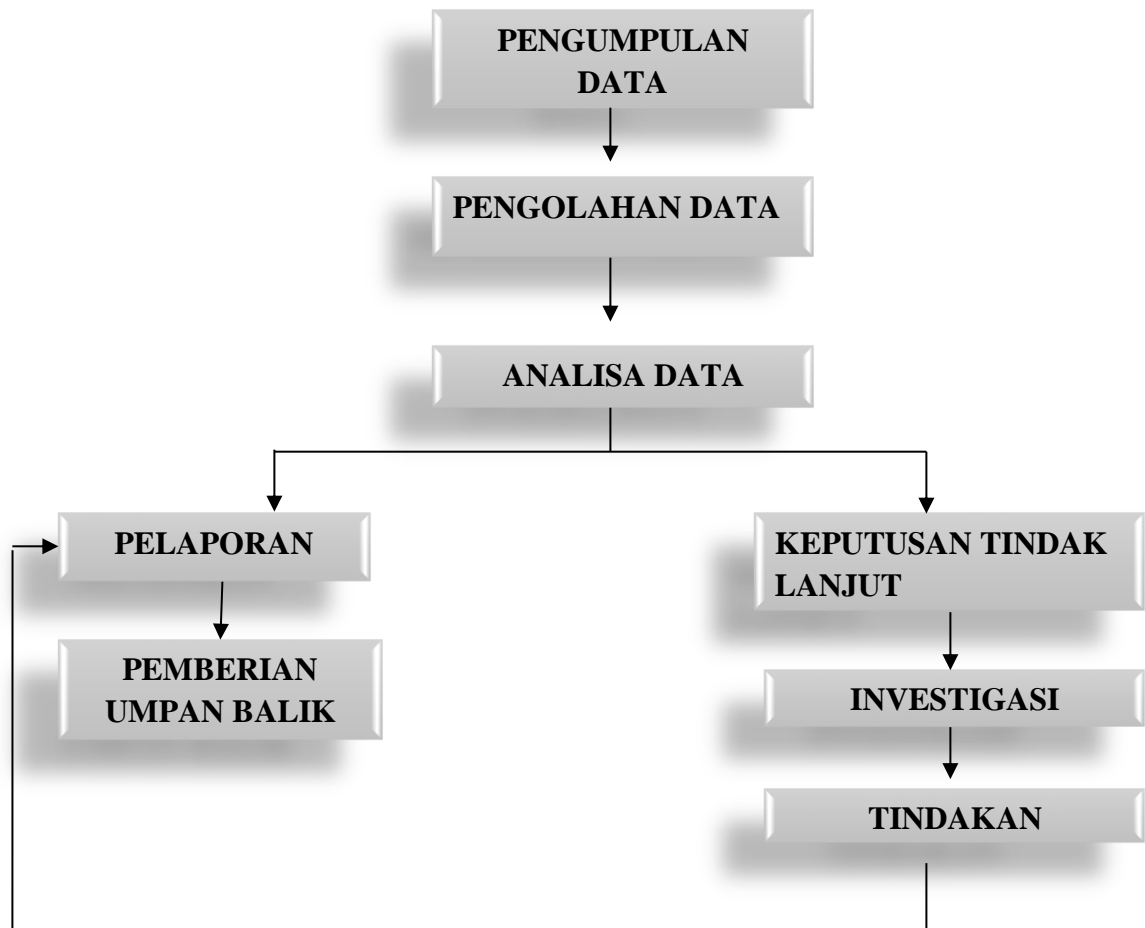 PENGUMPULAN
DATA
PENGOLAHAN DATA
ANALISA DATA
PELAPORAN
KEPUTUSAN TINDAK
LANJUT
PEMBERIAN
UMPAN BALIK
INVESTIGASI
TINDAKAN